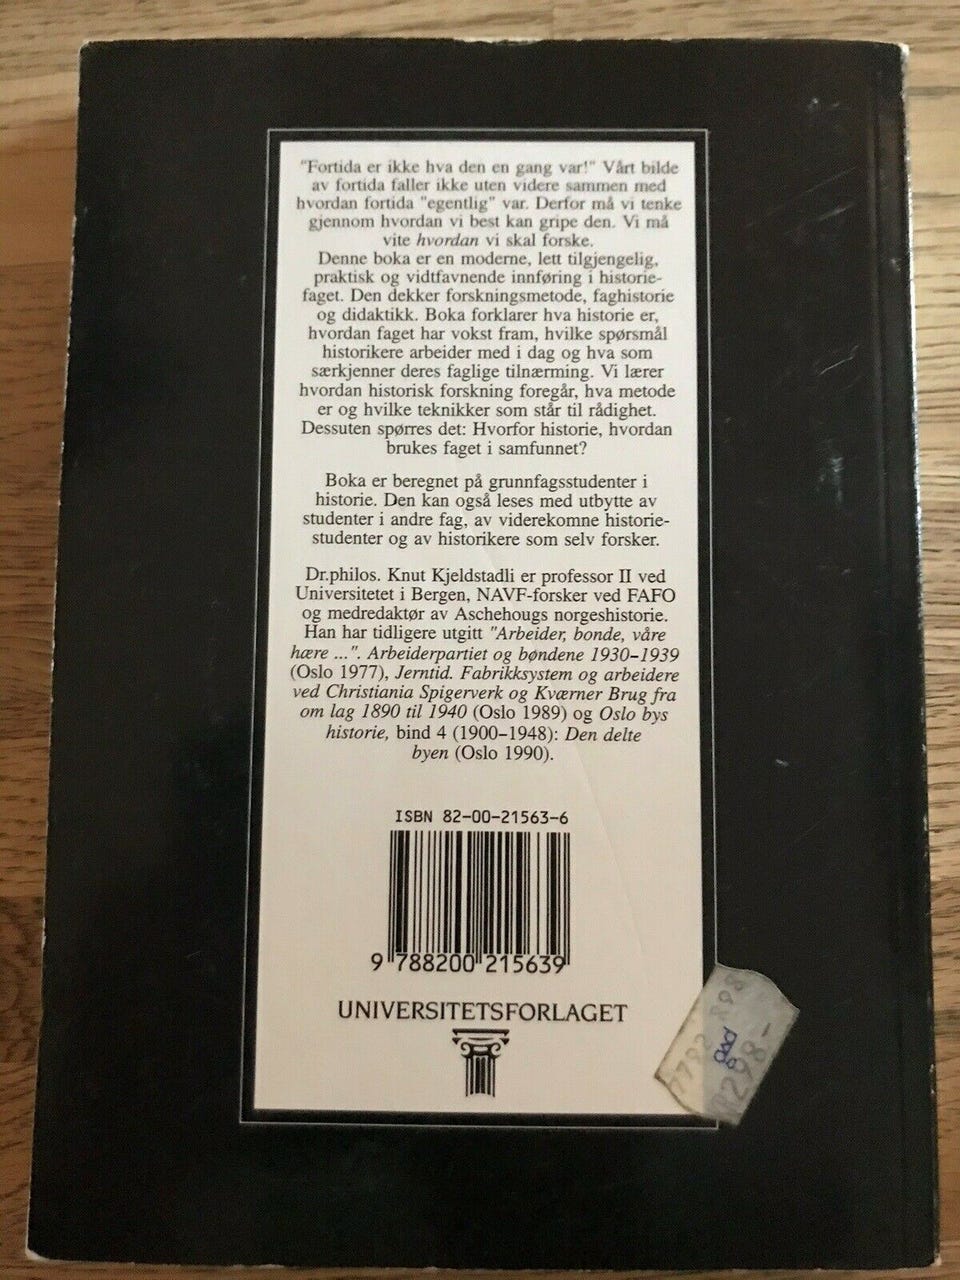 "Fortida er ikke hva den en gang var!" Vårt bilde
av fortida faller ikke uten videre sammen med
hvordan fortida "egentlig" var. Derfor må vi tenke
gjennom hvordan vi best kan gripe den. Vi må
vite hvordan vi skal forske.
Denne boka er en moderne, lett tilgjengelig,
praktisk og vidtfavnende innføring i historie-
faget. Den dekker forskningsmetode, faghistorie
og didaktikk. Boka forklarer hva historie er,
hvordan faget har vokst fram, hvilke spørsmål
historikere arbeider med i dag og hva som
særkjenner deres faglige tilnærming. Vi lærer
hvordan historisk forskning foregår, hva metode
er og hvilke teknikker som står til rådighet.
Dessuten spørres det: Hvorfor historie, hvordan
brukes faget i samfunnet?
Boka er beregnet på grunnfagsstudenter i
historie. Den kan også leses med utbytte av
studenter i andre fag, av viderekomne historie-
studenter og av historikere som selv forsker.
Dr.philos. Knut Kjeldstadli er professor II ved
Universitetet i Bergen, NAVF-forsker ved FAFO
og medredaktør av Aschehougs norgeshistorie.
Han har tidligere utgitt "Arbeider, bonde, våre
hære ...". Arbeiderpartiet og bøndene 1930–1939
(Oslo 1977), Jerntid. Fabrikksystem og arbeidere
ved Christiania Spigerverk og Kværner Brug fra
om lag 1890 til 1940 (Oslo 1989) og Oslo bys
historie, bind 4 (1900–1948): Den delte
byen (Oslo 1990).
ISBN 82-00-21563-6
9 788200 215639
UNIVERSITETSFORLAGET
298-